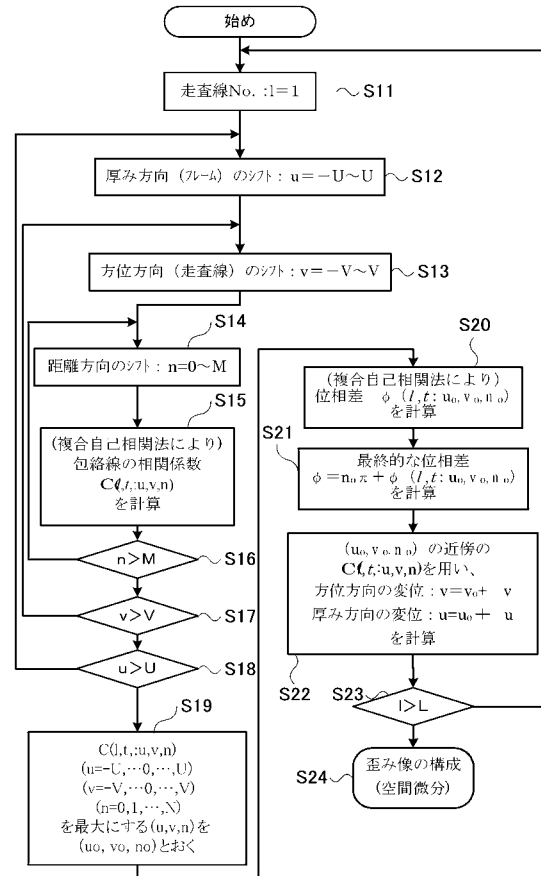 始め
走査線No. :l=1
～S11
厚み方向（フレーム）のシフト：u=-U～U
～S12
方位方向（走査線）のシフト：v=-V～V
～S13
S14
距離方向のシフト：n=0～M
S15
(複合自己相関法により)
包絡線の相関係数
C(l,t,:u,v,n)
を計算
n>M
～S16
v>V
～S17
u>U
～S18
S19
C(l,t,:u,v,n)
(u=-U,…0,…,U)
(v=-V,…0,…,V)
(n=0,1,…,N)
を最大にする(u,v,n)を
(uo, vo, no)とおく
S20
(複合自己相関法により)
位相差 φ (l,t:u₀,v₀,n₀)
を計算
S21
最終的な位相差
φ=n₀π+φ (l,t:u₀,v₀,n₀)
を計算
(u₀,v₀.n₀) の近傍の
C(l,t,:u,v,n)を用い、
方位方向の変位：v=v₀+ v
厚み方向の変位：u=u₀+ u
を計算
S22
S23
l>L
S24
歪み像の構成
(空間微分)